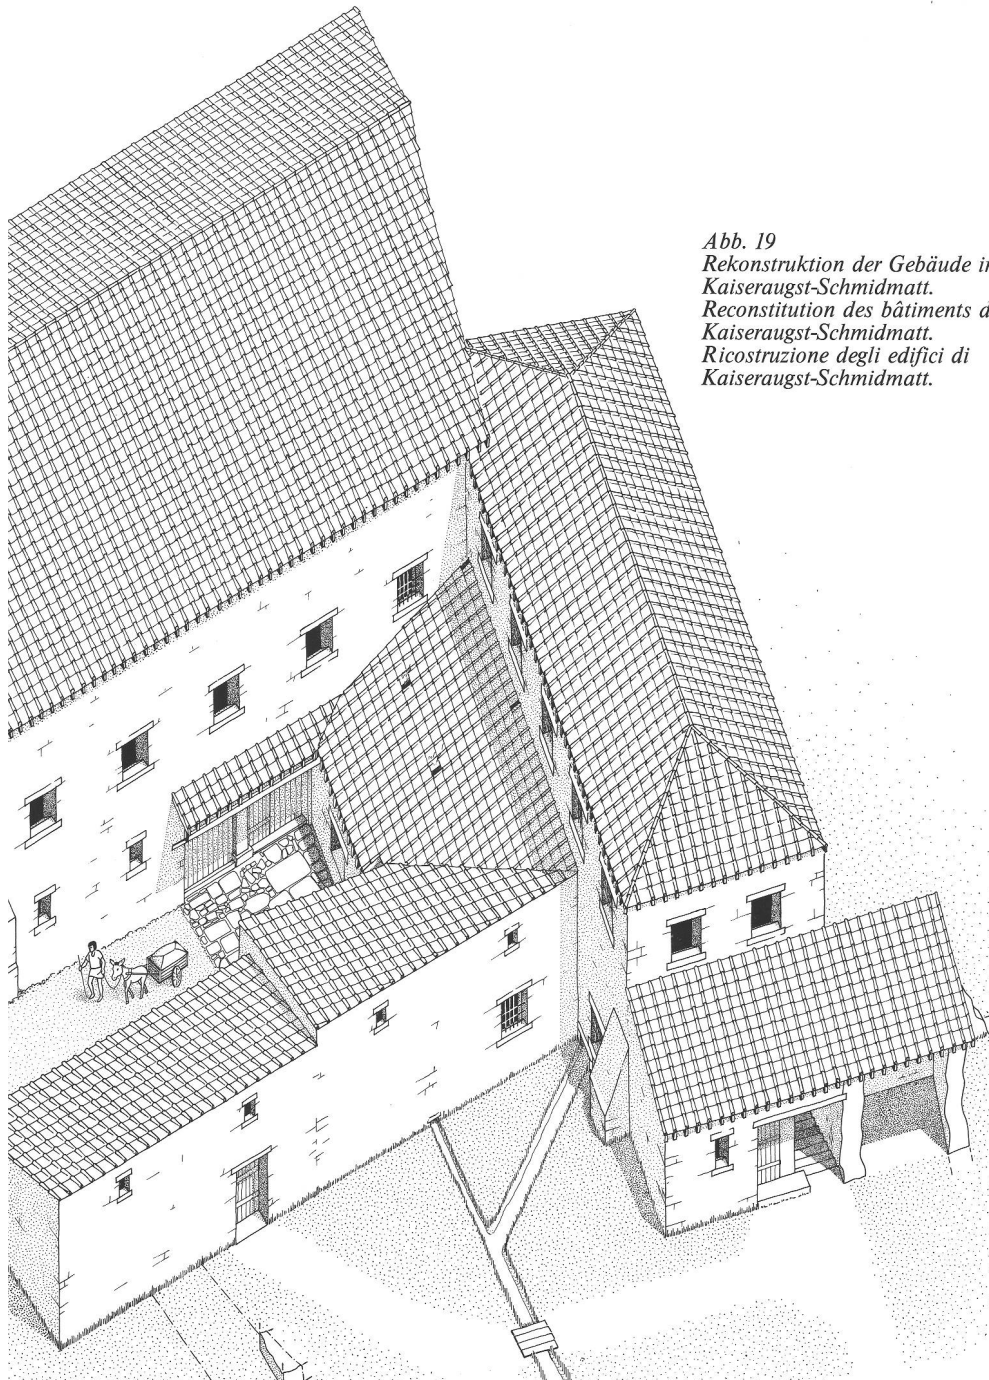 Abb. 19
Rekonstruktion der Gebäude
Kaiseraugst-Schmidmatt.
Reconstitution des bâtiments
Kaiseraugst-Schmidmatt.
Ricostruzione degli edifici di
Kaiseraugst-Schmidmatt.